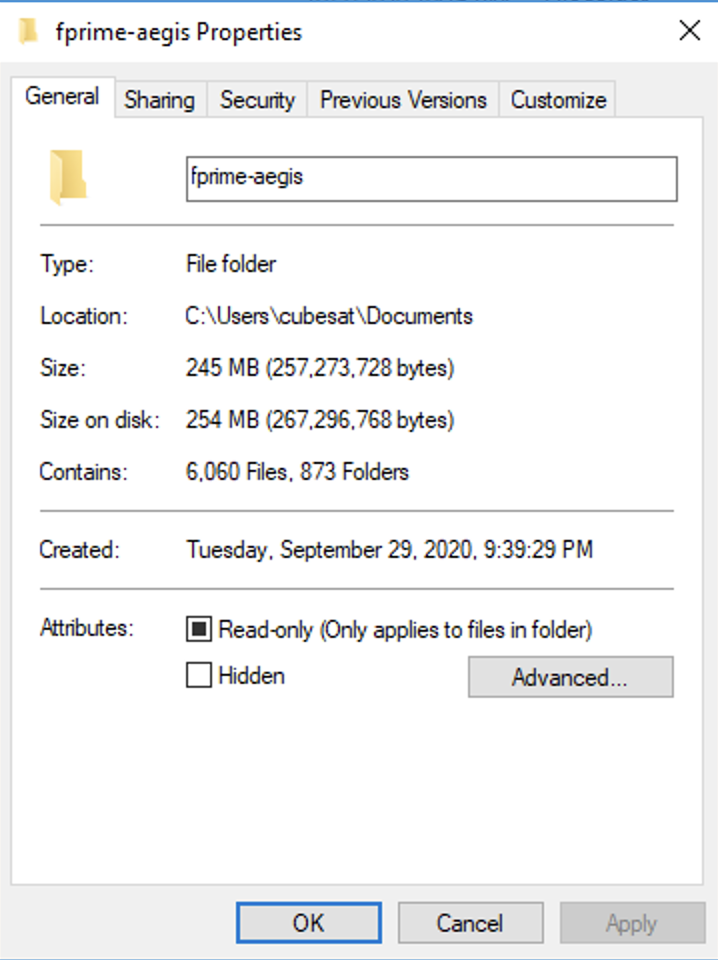 fprime-aegis Properties
General Sharing Security Previous Versions Customize
fprime-aegis
Type: File folder
Location: C:\Users\cubesat\Documents
Size: 245 MB (257,273,728 bytes)
Size on disk: 254 MB (267,296,768 bytes)
Contains: 6,060 Files, 873 Folders
Created: Tuesday, September 29, 2020, 9:39:29 PM
Attributes: Read-only (Only applies to files in folder)
Hidden Advanced...
OK Cancel Apply